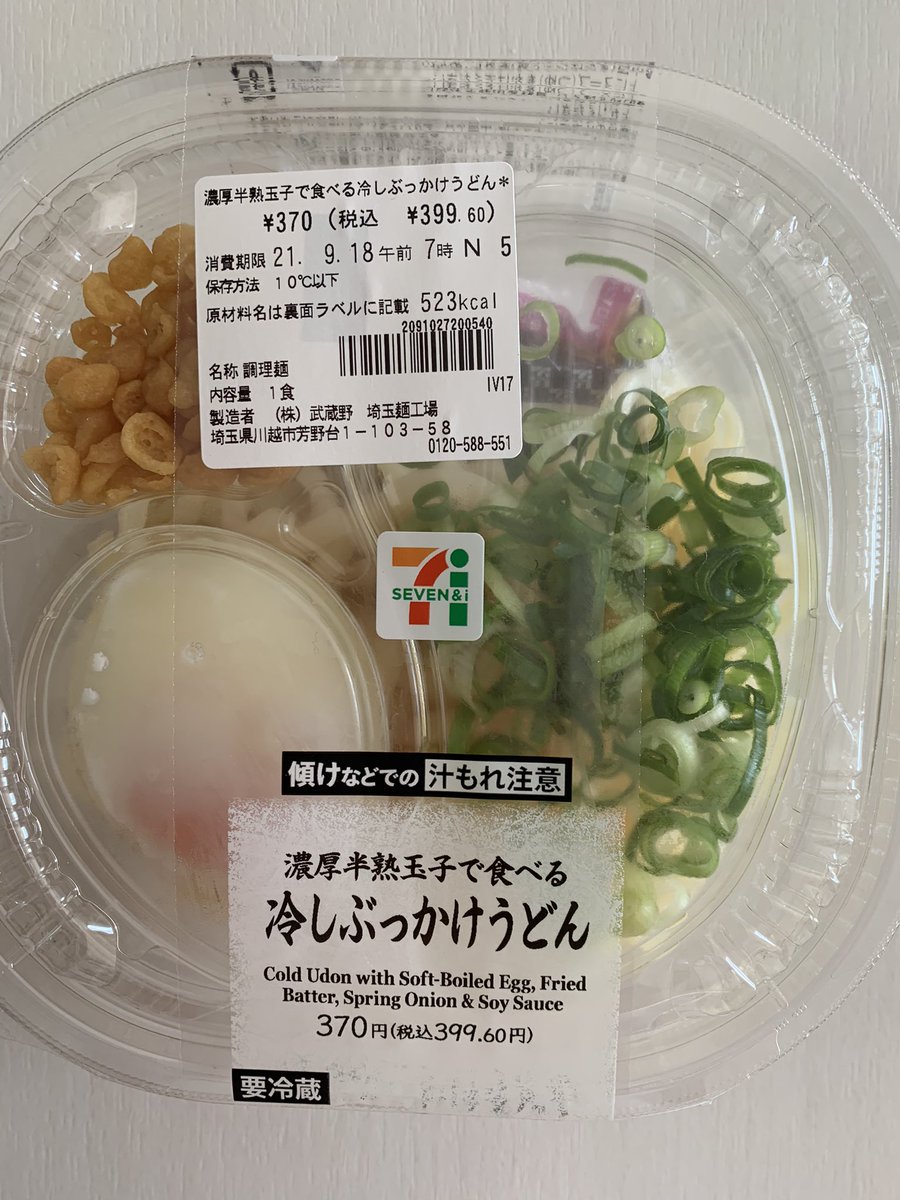 濃厚半熟玉子で食べる冷しぶっかけうどん*
¥370(税込 ¥399.60)
消費期限 21. 9.18午前 7時 N 5
保存方法 10℃以下
原材料名は裏面ラベルに記載 523kcal
2091027200540
名称 調理麺
内容量 1食
IV17
製造者 (株)武蔵野 埼玉麺工場
埼玉県川越市芳野台1-103-58
0120-588-551
SEVEN&i
傾けなどでの 汁もれ注意
濃厚半熟玉子で食べる
冷しぶっかけうどん
Cold Udon with Soft-Boiled Egg, Fried
Batter, Spring Onion & Soy Sauce
370円(税込399.60円)
要冷蔵